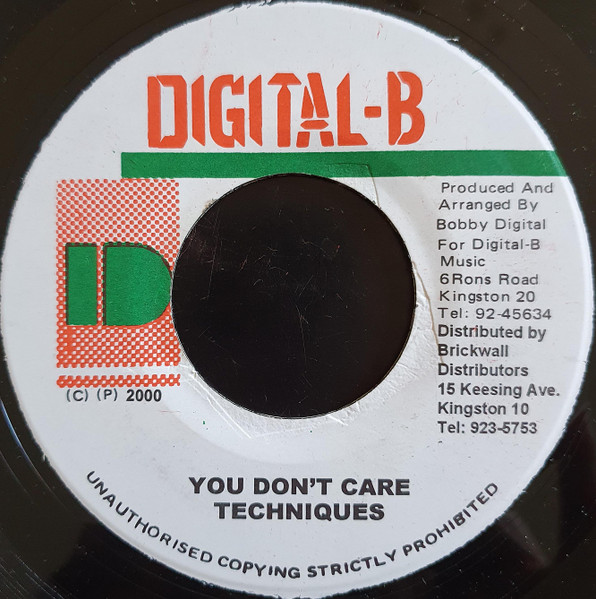 DIGITAL-B
Produced And
Arranged By
Bobby Digital
For Digital-B
Music
6Rons Road
Kingston 20
Tel: 92-45634
Distributed by
Brickwall
Distributors
15 Keesing Ave.
Kingston 10
Tel: 923-5753
D
(C) (P) 2000
YOU DON'T CARE
TECHNIQUES
UNAUTHORISED COPYING STRICTLY PROHIBITED